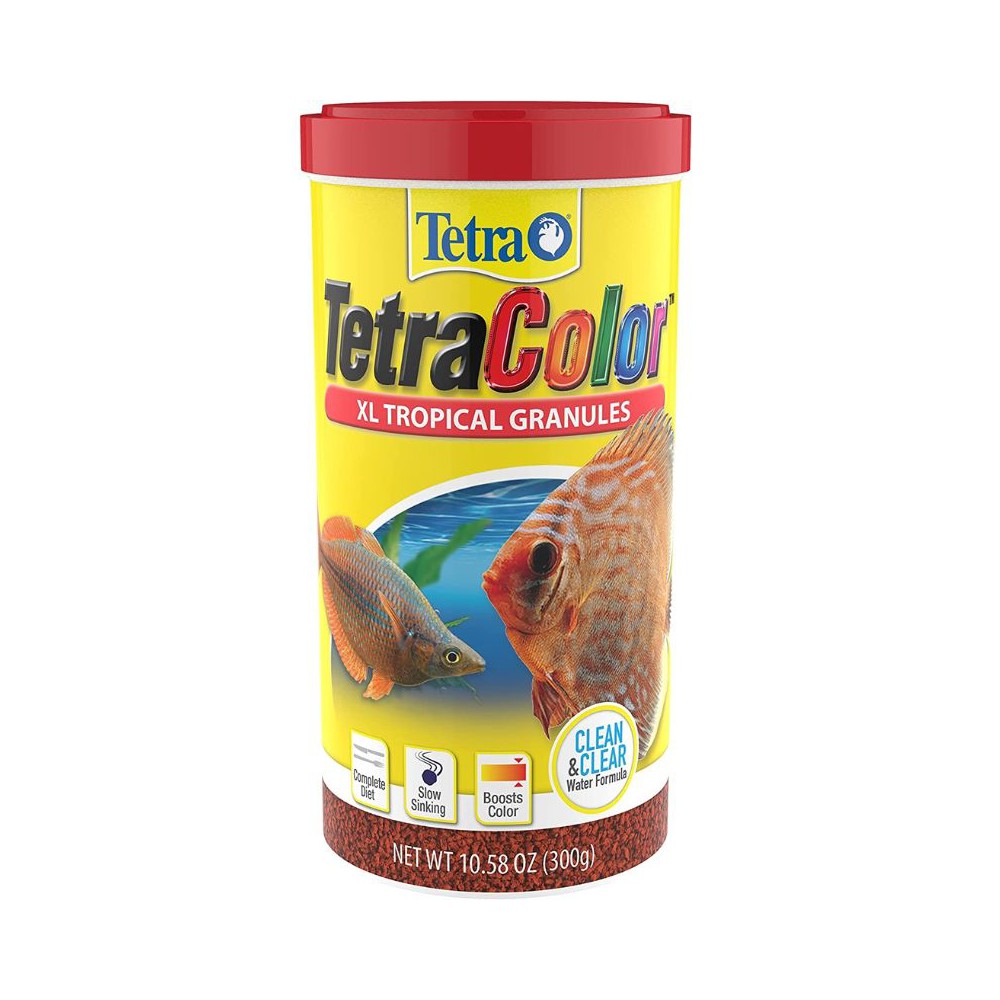 Tetra®
TetraColor™
XL TROPICAL GRANULES
CLEAN
&CLEAR
Water Formula
Complete
Diet
Slow
Sinking
Boosts
Color
NET WT 10.58 OZ (300g)